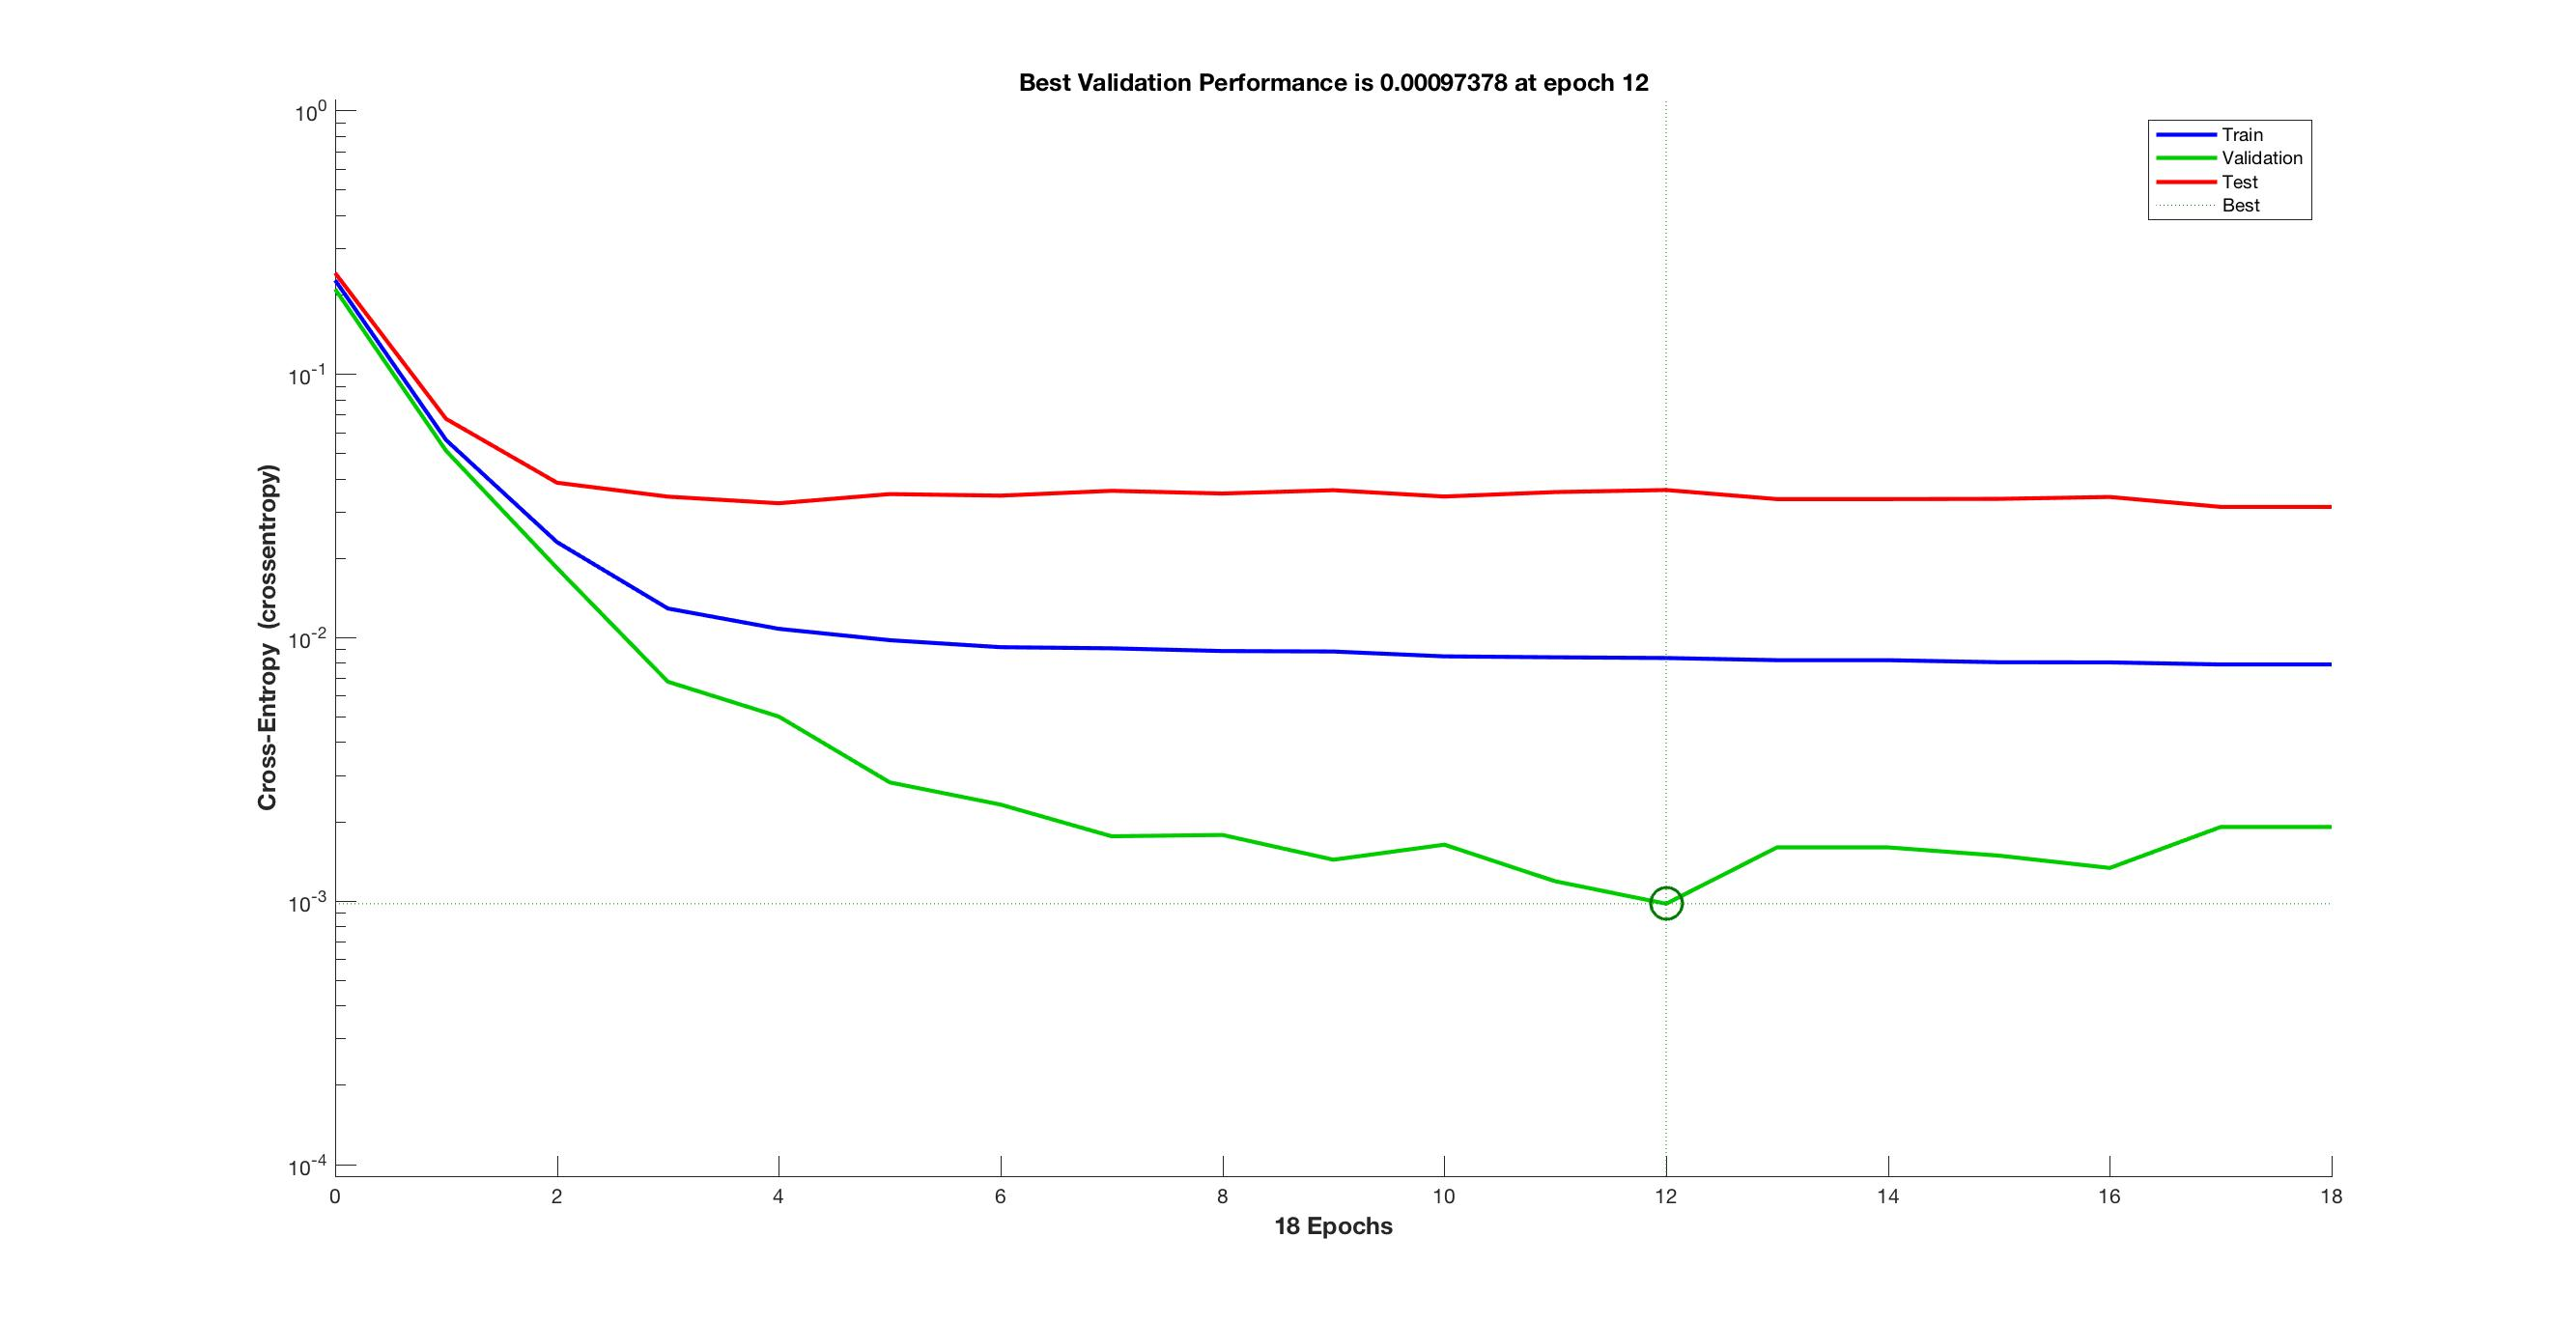 Best Validation Performance is 0.00097378 at epoch 12
Train
Validation
Test
Best
10^0
10^-1
10^-2
10^-3
10^-4
Cross-Entropy (crossentropy)
0 2 4 6 8 10 12 14 16 18
18 Epochs